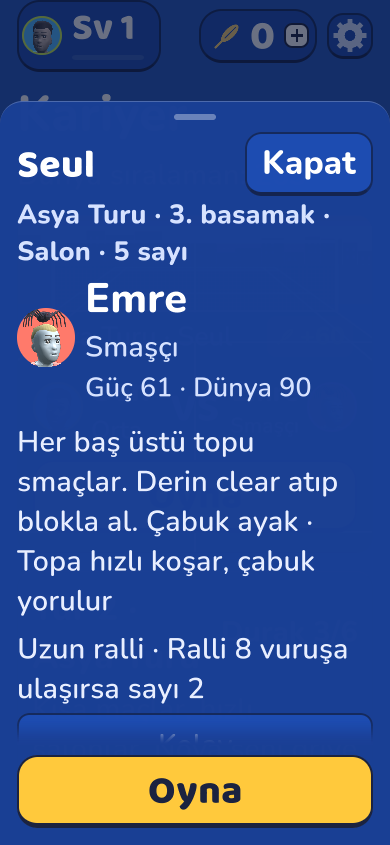 Sv 1
0
Kariyer
Seul
Kapat
Asya Turu · 3. basamak ·
Salon · 5 sayı
Emre
Smaşçı
Güç 61 · Dünya 90
Her baş üstü topu
smaçlar. Derin clear atıp
blokla al. Çabuk ayak ·
Topa hızlı koşar, çabuk
yorulur
Uzun ralli · Ralli 8 vuruşa
ulaşırsa sayı 2
Oyna